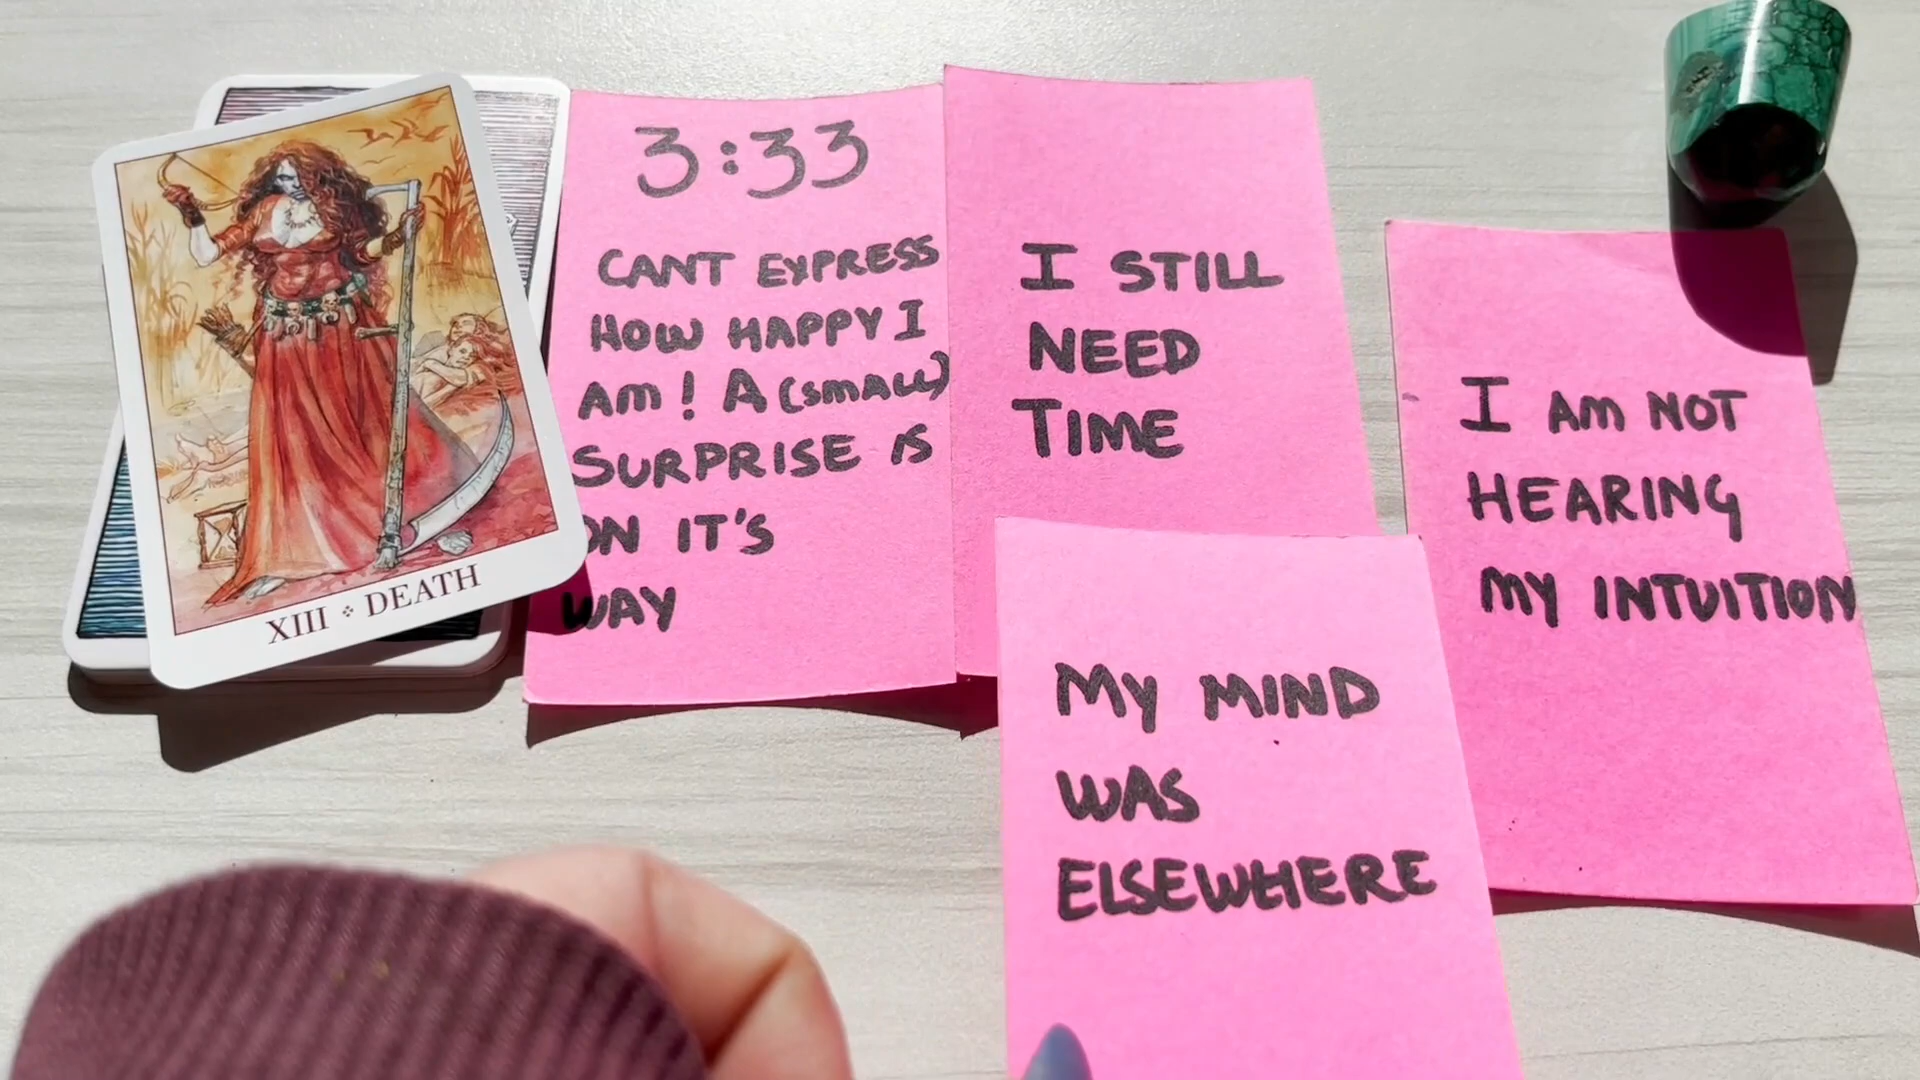 XIII DEATH
3:33
CANT EXPRESS
HOW HAPPY I
AM! A (SMALL)
SURPRISE IS
ON IT'S
WAY
I STILL
NEED
TIME
I AM NOT
HEARING
MY INTUITION
MY MIND
WAS
ELSEWHERE